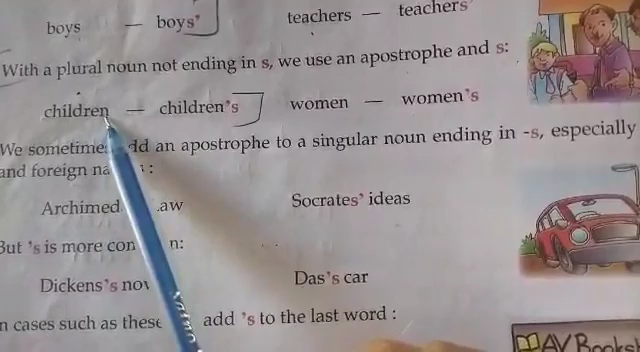 boys — boys' teachers — teachers'
With a plural noun not ending in s, we use an apostrophe and s:
children — children's women — women's
We sometime dd an apostrophe to a singular noun ending in -s, especially
and foreign na :
Archimed aw Socrates' ideas
But 's is more con n:
Dickens's nov Das's car
n cases such as these add 's to the last word :
AV Books